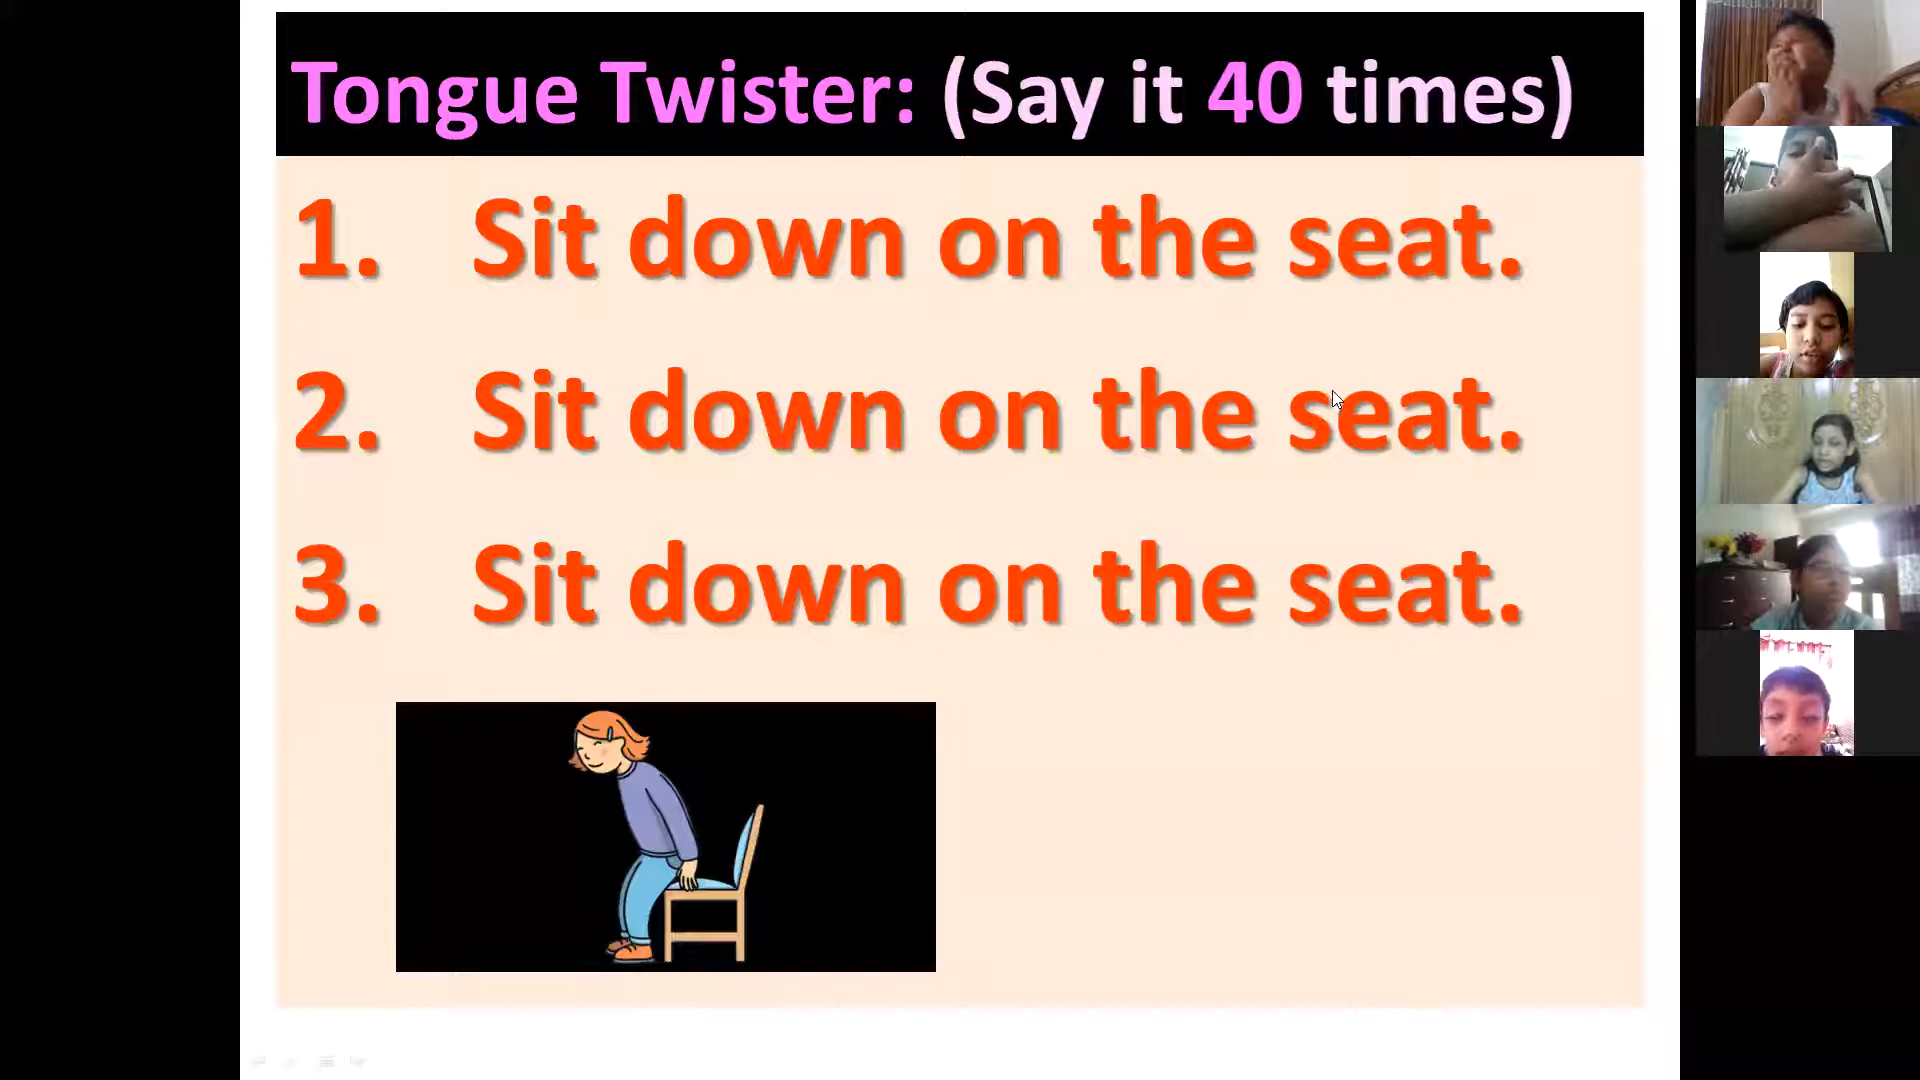 Tongue Twister: (Say it 40 times)
1. Sit down on the seat.
2. Sit down on the seat.
3. Sit down on the seat.